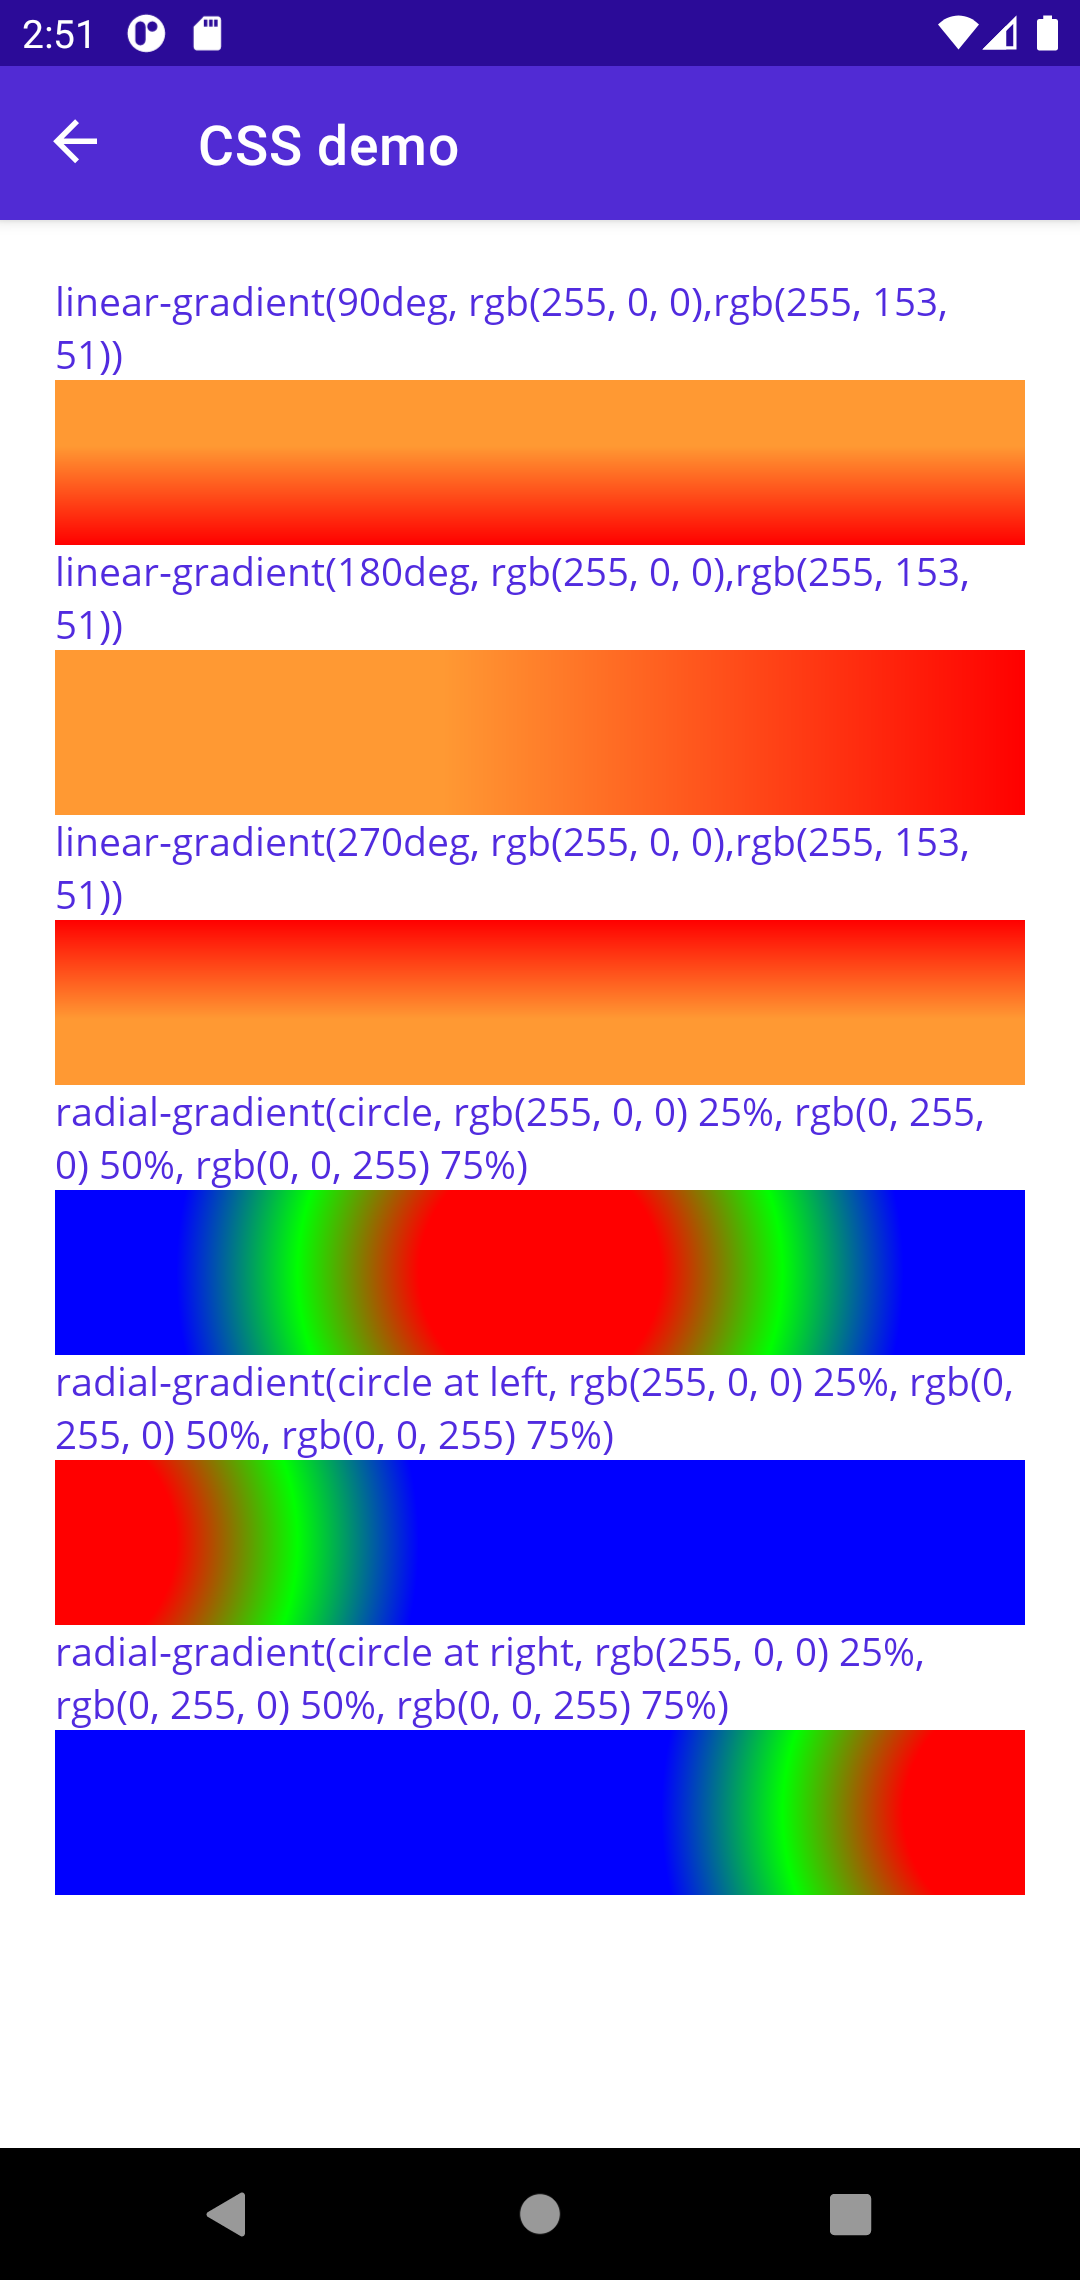 2:51
CSS demo
linear-gradient(90deg, rgb(255, 0, 0),rgb(255, 153,
51))
linear-gradient(180deg, rgb(255, 0, 0),rgb(255, 153,
51))
linear-gradient(270deg, rgb(255, 0, 0),rgb(255, 153,
51))
radial-gradient(circle, rgb(255, 0, 0) 25%, rgb(0, 255,
0) 50%, rgb(0, 0, 255) 75%)
radial-gradient(circle at left, rgb(255, 0, 0) 25%, rgb(0,
255, 0) 50%, rgb(0, 0, 255) 75%)
radial-gradient(circle at right, rgb(255, 0, 0) 25%,
rgb(0, 255, 0) 50%, rgb(0, 0, 255) 75%)